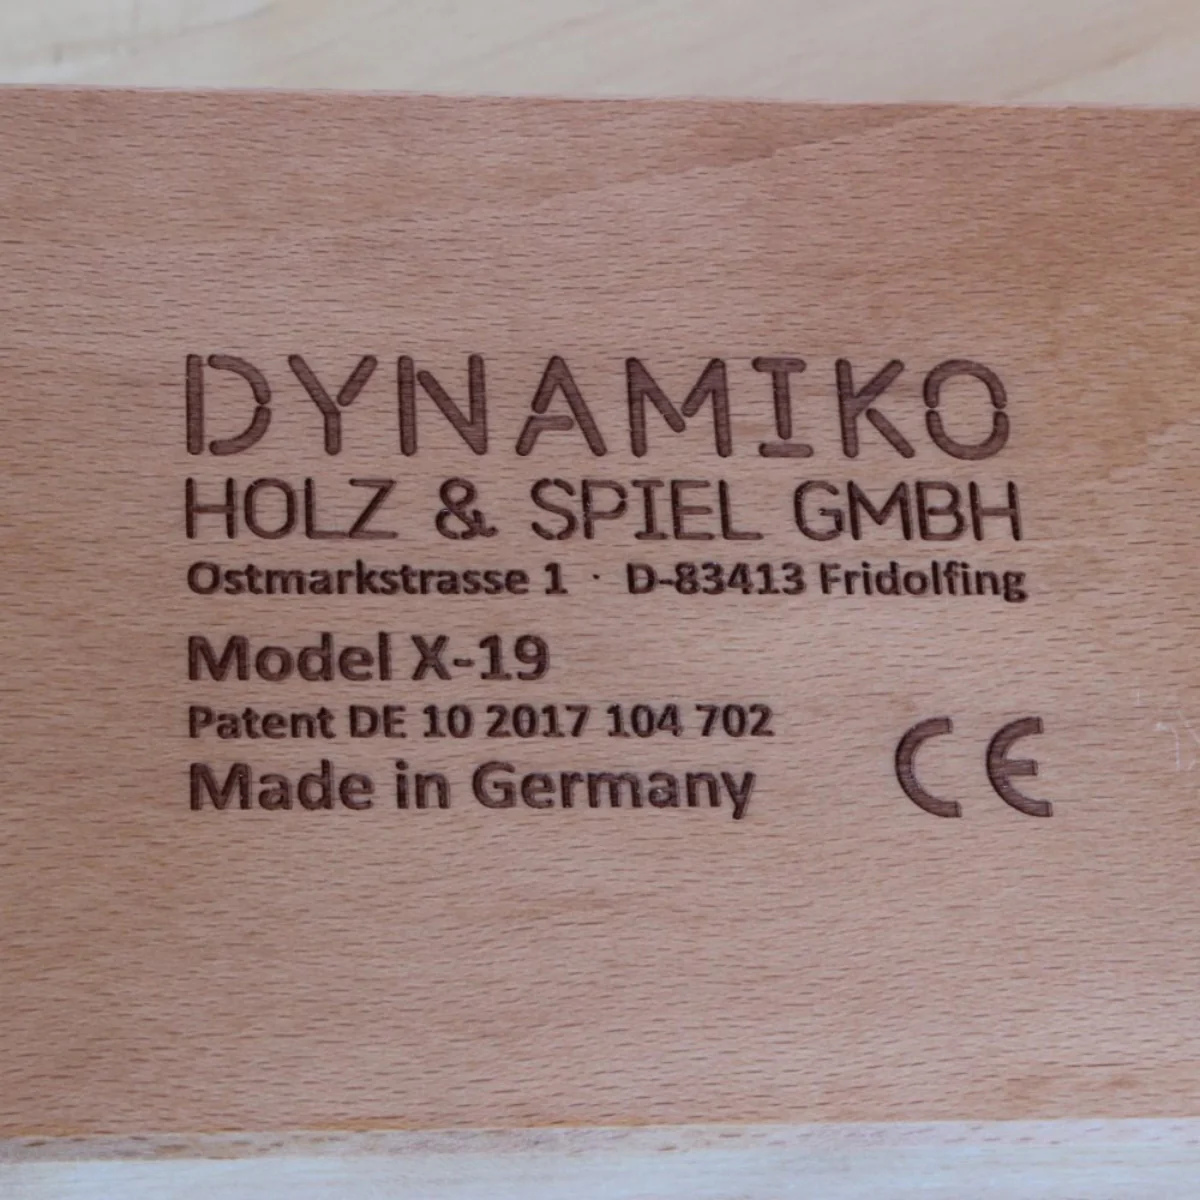 DYNAMIKO
HOLZ & SPIEL GMBH
Ostmarkstrasse 1 · D-83413 Fridolfing
Model X-19
Patent DE 10 2017 104 702
Made in Germany
CE